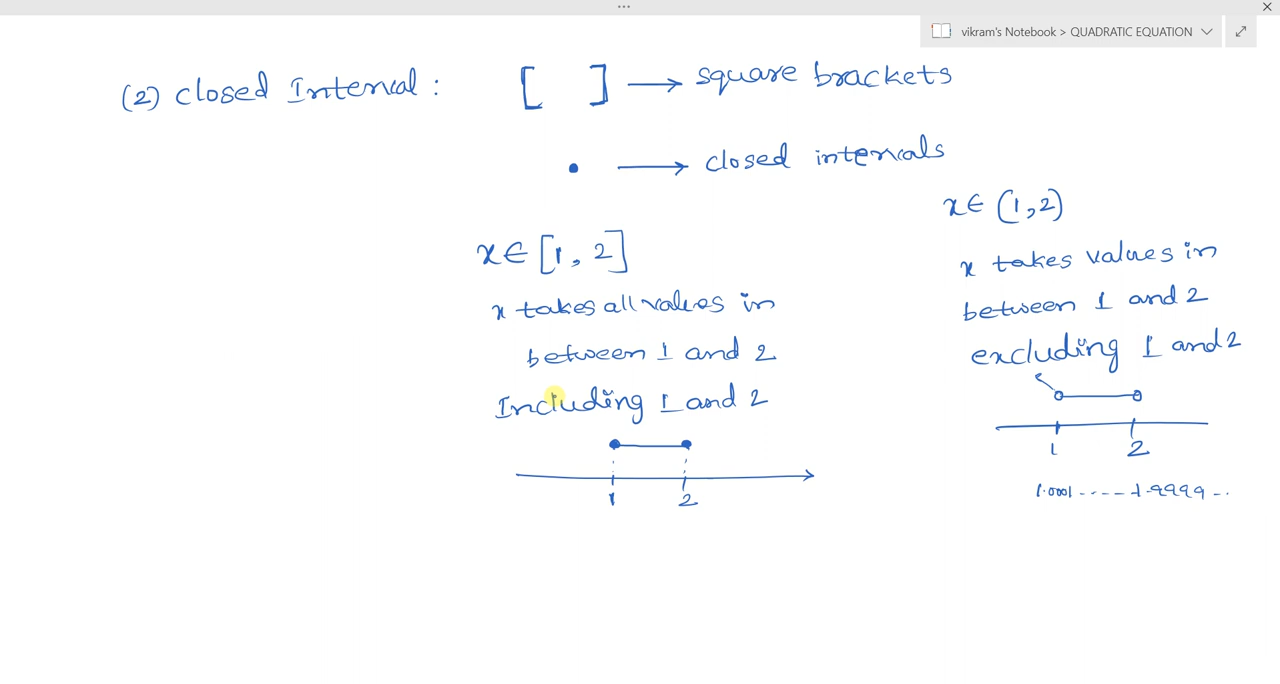 vikram's Notebook > QUADRATIC EQUATION
(2) closed Interval : [ ] → square brackets
• → closed intervals
x ∈ [1, 2]
x takes all values in
between 1 and 2
Including 1 and 2
1 2
x ∈ (1, 2)
x takes values in
between 1 and 2
excluding 1 and 2
1 2
1.0001 ----- 1.9999 ..